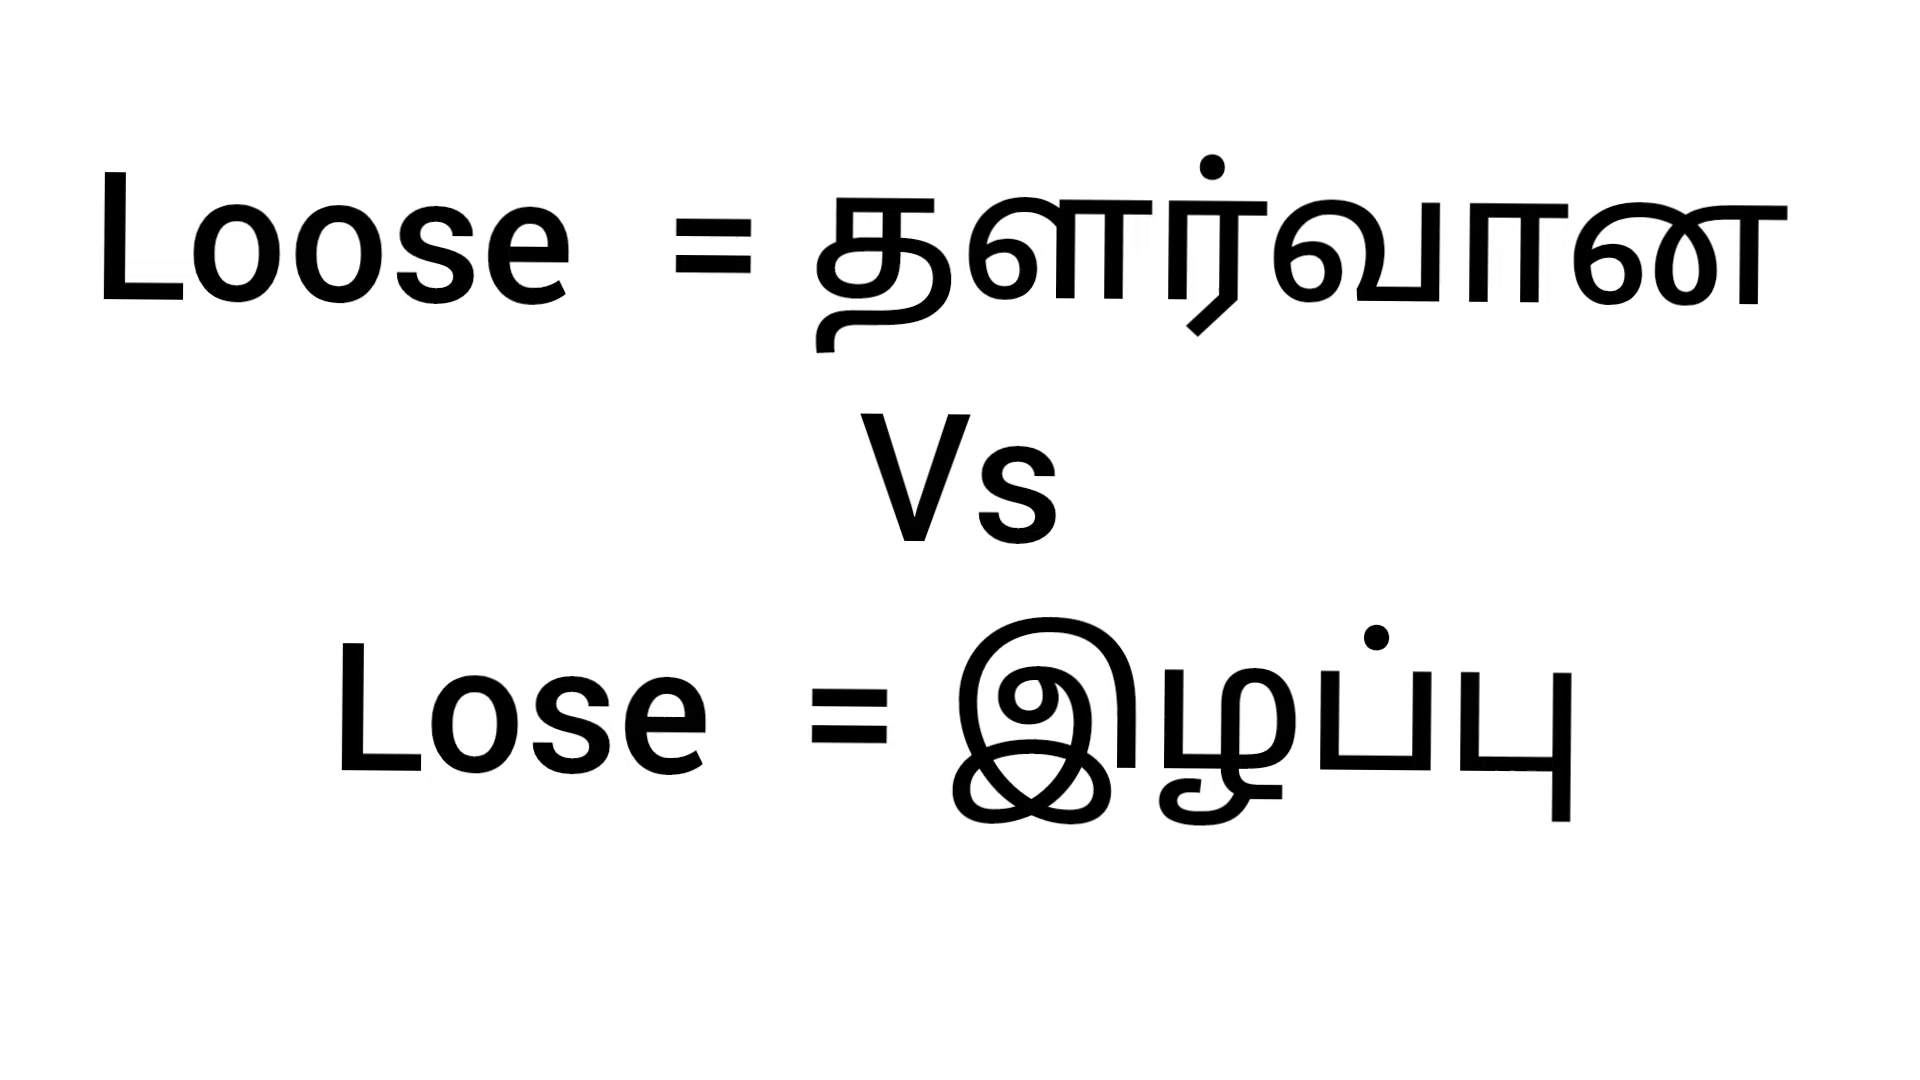 Loose = தளர்வான
Vs
Lose = இழப்பு